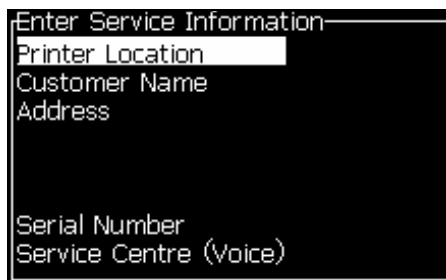 Enter Service Information
Printer Location
Customer Name
Address
Serial Number
Service Centre (Voice)